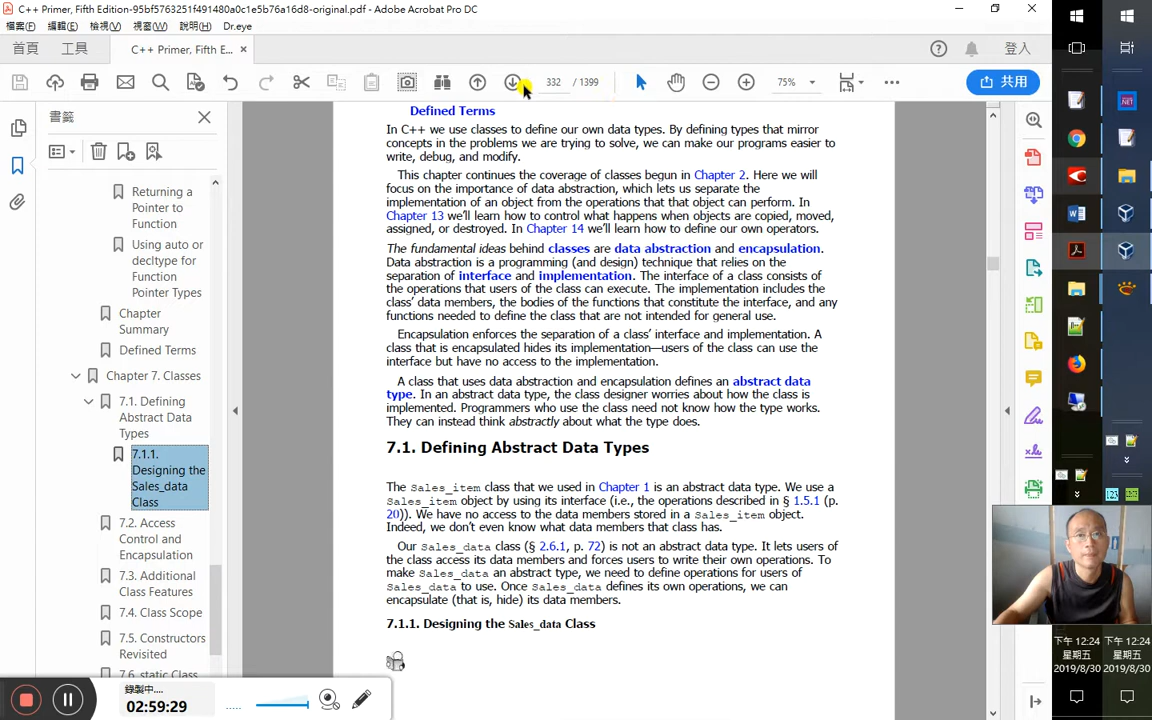 C++ Primer, Fifth Edition-95bf5763251f491480a0c1e5b76a16d8-original.pdf - Adobe Acrobat Pro DC
檔案(F) 編輯(E) 檢視(V) 視窗(W) 說明(H) Dr.eye
首頁 工具 C++ Primer, Fifth E... × 登入
332 / 1399 75% 共用
書籤
Returning a
Pointer to
Function
Using auto or
decltype for
Function
Pointer Types
Chapter
Summary
Defined Terms
Chapter 7. Classes
7.1. Defining
Abstract Data
Types
7.1.1.
Designing the
Sales_data
Class
7.2. Access
Control and
Encapsulation
7.3. Additional
Class Features
7.4. Class Scope
7.5. Constructors
Revisited
7.6. static Class
Defined Terms
In C++ we use classes to define our own data types. By defining types that mirror
concepts in the problems we are trying to solve, we can make our programs easier to
write, debug, and modify.
This chapter continues the coverage of classes begun in Chapter 2. Here we will
focus on the importance of data abstraction, which lets us separate the
implementation of an object from the operations that that object can perform. In
Chapter 13 we'll learn how to control what happens when objects are copied, moved,
assigned, or destroyed. In Chapter 14 we'll learn how to define our own operators.
The fundamental ideas behind classes are data abstraction and encapsulation.
Data abstraction is a programming (and design) technique that relies on the
separation of interface and implementation. The interface of a class consists of
the operations that users of the class can execute. The implementation includes the
class' data members, the bodies of the functions that constitute the interface, and any
functions needed to define the class that are not intended for general use.
Encapsulation enforces the separation of a class' interface and implementation. A
class that is encapsulated hides its implementation—users of the class can use the
interface but have no access to the implementation.
A class that uses data abstraction and encapsulation defines an abstract data
type. In an abstract data type, the class designer worries about how the class is
implemented. Programmers who use the class need not know how the type works.
They can instead think abstractly about what the type does.
7.1. Defining Abstract Data Types
The Sales_item class that we used in Chapter 1 is an abstract data type. We use a
Sales_item object by using its interface (i.e., the operations described in § 1.5.1 (p.
20)). We have no access to the data members stored in a Sales_item object.
Indeed, we don't even know what data members that class has.
Our Sales_data class (§ 2.6.1, p. 72) is not an abstract data type. It lets users of
the class access its data members and forces users to write their own operations. To
make Sales_data an abstract type, we need to define operations for users of
Sales_data to use. Once Sales_data defines its own operations, we can
encapsulate (that is, hide) its data members.
7.1.1. Designing the Sales_data Class
錄製中....
02:59:29
下午 12:24 下午 12:24
星期五 星期五
2019/8/30 2019/8/30